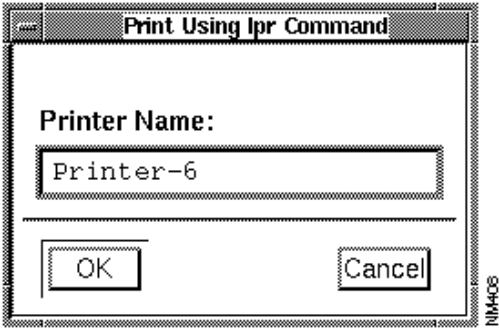 Print Using lpr Command
Printer Name:
Printer-6
OK
Cancel
NM408